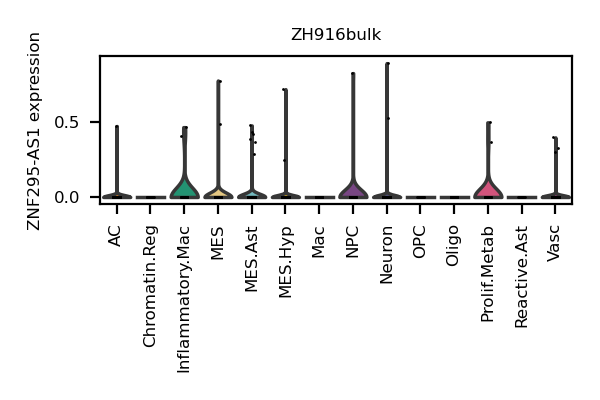 ZH916bulk
ZNF295-AS1 expression
0.5
0.0
AC
Chromatin.Reg
Inflammatory.Mac
MES
MES.Ast
MES.Hyp
Mac
NPC
Neuron
OPC
Oligo
Prolif.Metab
Reactive.Ast
Vasc